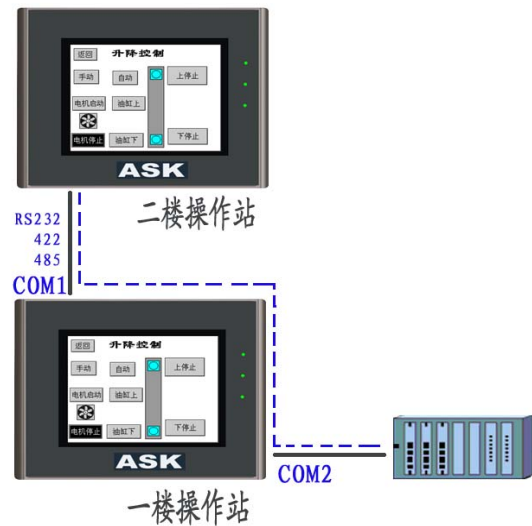 返回 升降控制
手动 自动 上停止
电机启动 油缸上
电机停止 油缸下 下停止
ASK
二楼操作站
RS232
422
485
COM1
返回 升降控制
手动 自动 上停止
电机启动 油缸上
电机停止 油缸下 下停止
ASK
COM2
一楼操作站